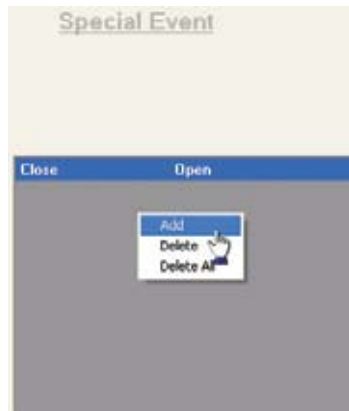 Special Event
Close Open
Add
Delete
Delete All